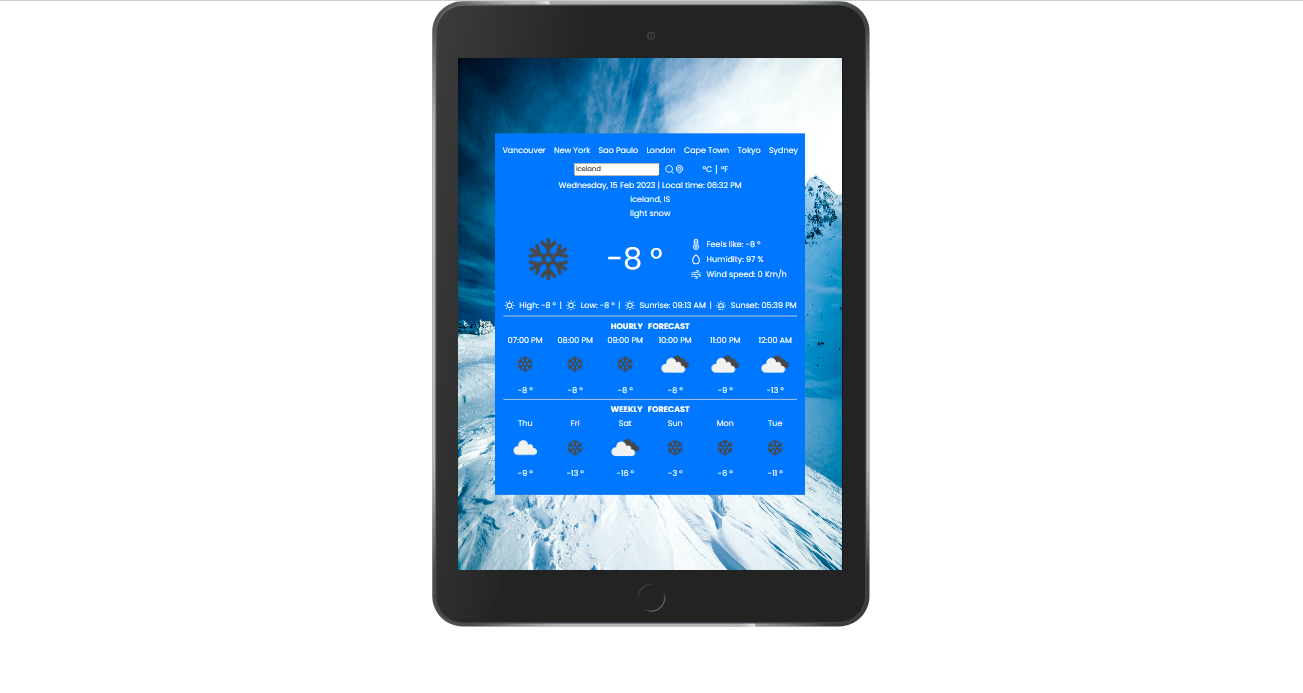 Vancouver New York Sao Paulo London Cape Town Tokyo Sydney
iceland °C | °F
Wednesday, 15 Feb 2023 | Local time: 06:32 PM
Iceland, IS
light snow
-8 °
Feels like: -8 °
Humidity: 97 %
Wind speed: 0 Km/h
High: -8 ° | Low: -8 ° | Sunrise: 09:13 AM | Sunset: 05:39 PM
HOURLY FORECAST
07:00 PM 08:00 PM 09:00 PM 10:00 PM 11:00 PM 12:00 AM
-8 ° -8 ° -8 ° -8 ° -9 ° -13 °
WEEKLY FORECAST
Thu Fri Sat Sun Mon Tue
-9 ° -13 ° -16 ° -3 ° -6 ° -11 °